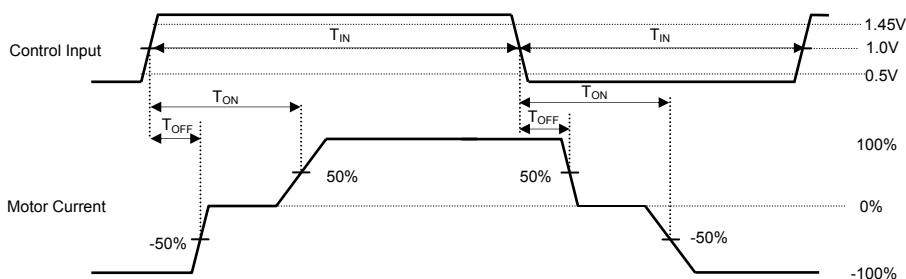 1.45V
T_IN T_IN
Control Input 1.0V
0.5V
T_ON T_ON
T_OFF T_OFF
100%
50% 50%
Motor Current 0%
-50% -50%
-100%